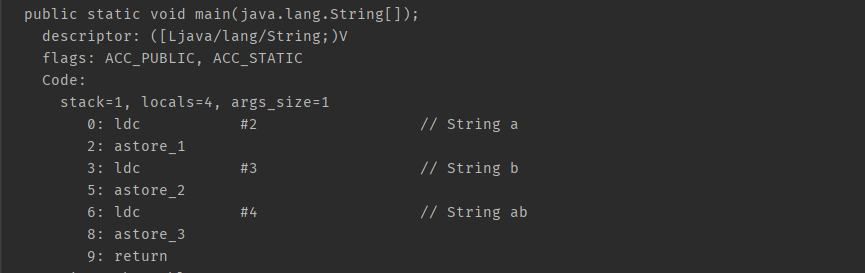 public static void main(java.lang.String[]);
descriptor: ([Ljava/lang/String;)V
flags: ACC_PUBLIC, ACC_STATIC
Code:
stack=1, locals=4, args_size=1
0: ldc #2 // String a
2: astore_1
3: ldc #3 // String b
5: astore_2
6: ldc #4 // String ab
8: astore_3
9: return